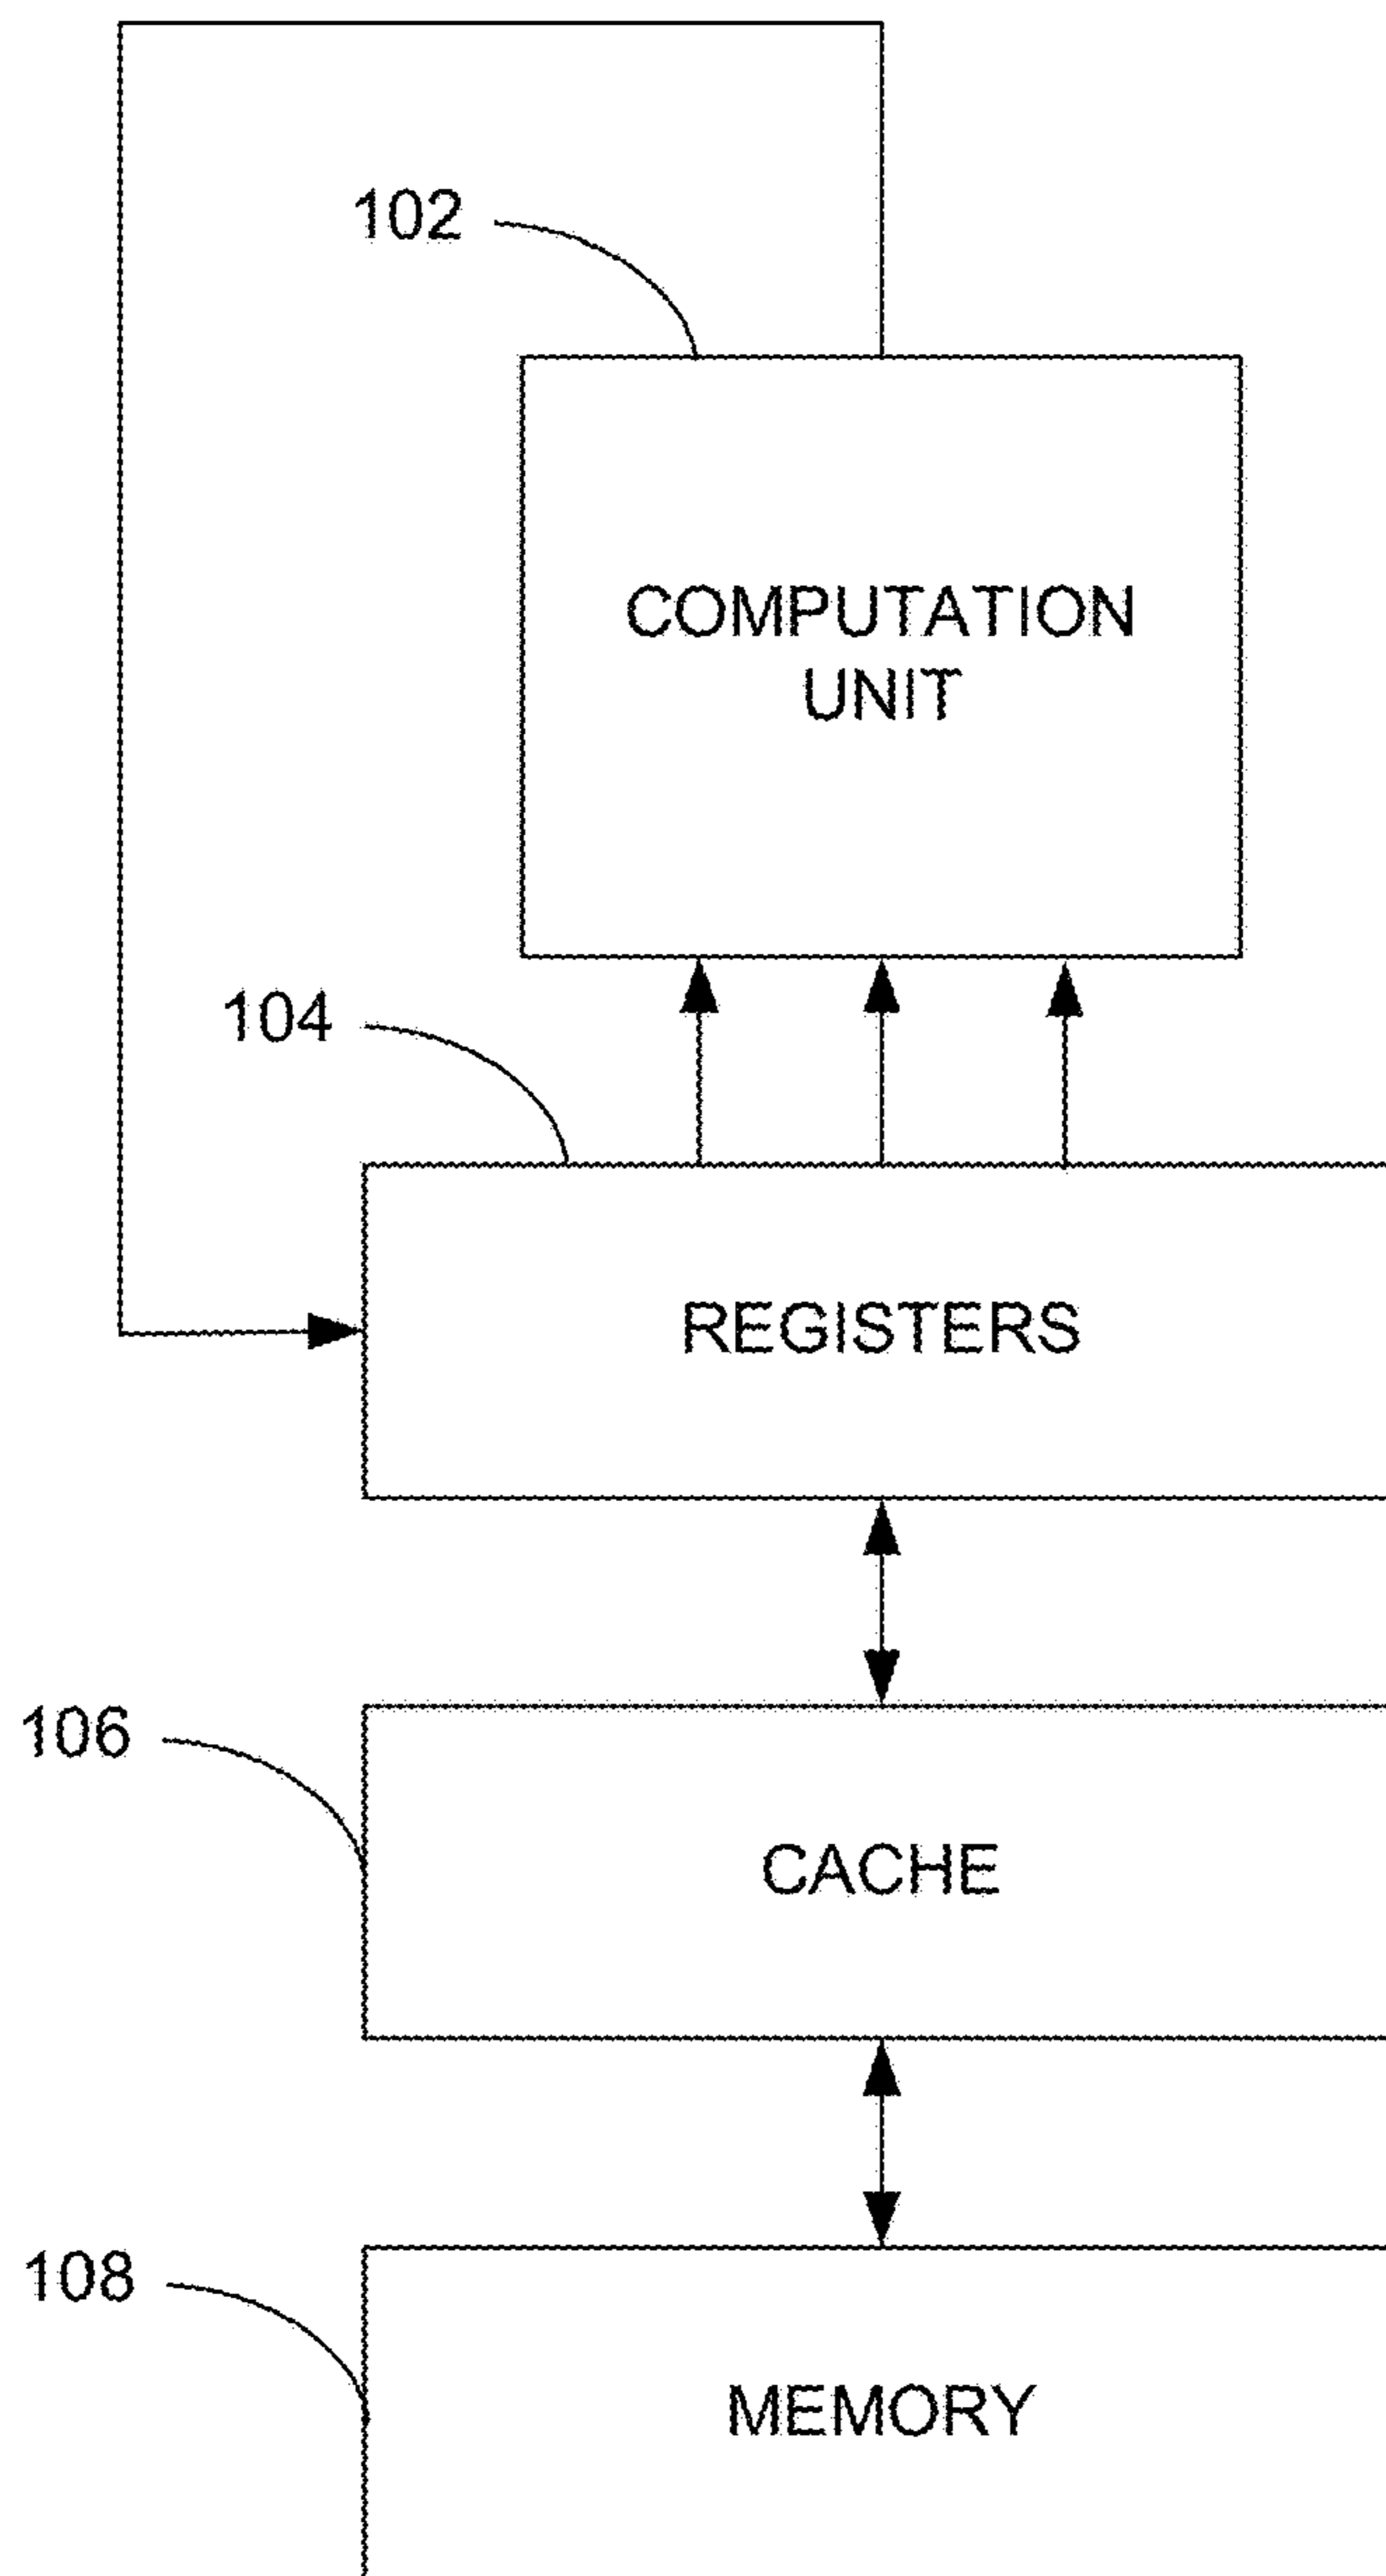 102
COMPUTATION
UNIT
104
REGISTERS
106
CACHE
108
MEMORY